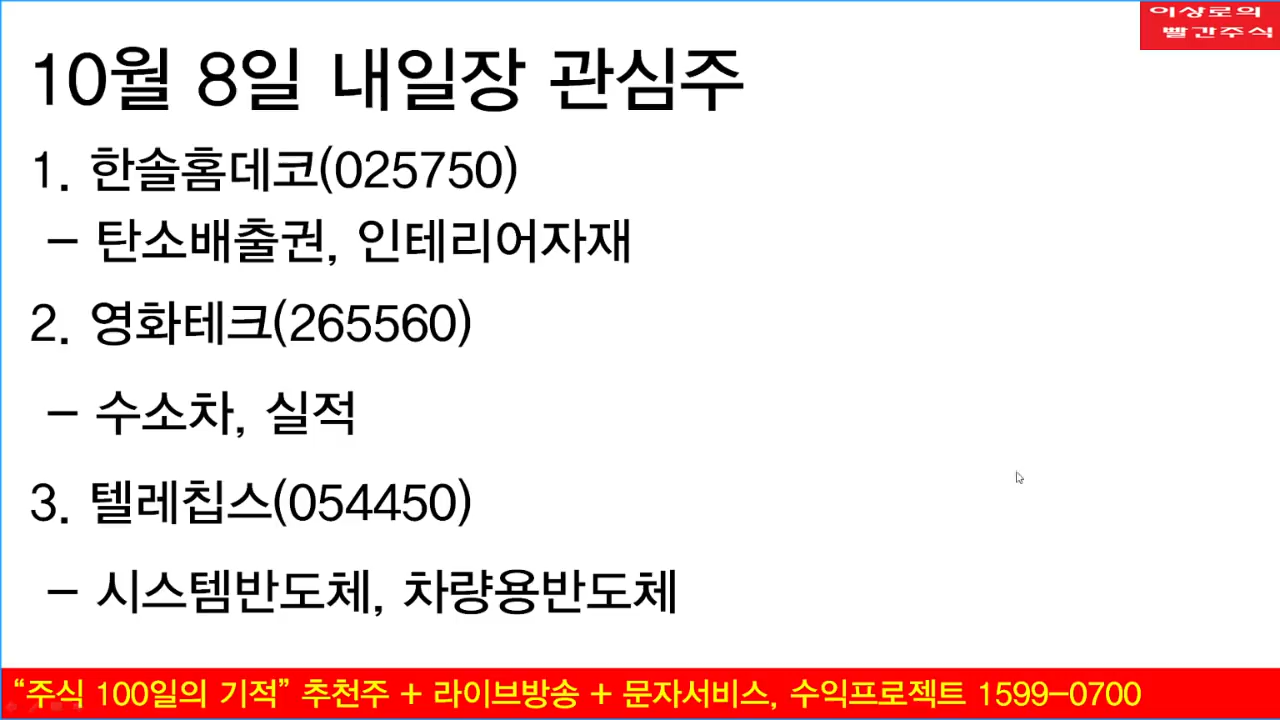 이상로의
빨간주식
10월 8일 내일장 관심주
1. 한솔홈데코(025750)
- 탄소배출권, 인테리어자재
2. 영화테크(265560)
- 수소차, 실적
3. 텔레칩스(054450)
- 시스템반도체, 차량용반도체
“주식 100일의 기적” 추천주 + 라이브방송 + 문자서비스, 수익프로젝트 1599-0700